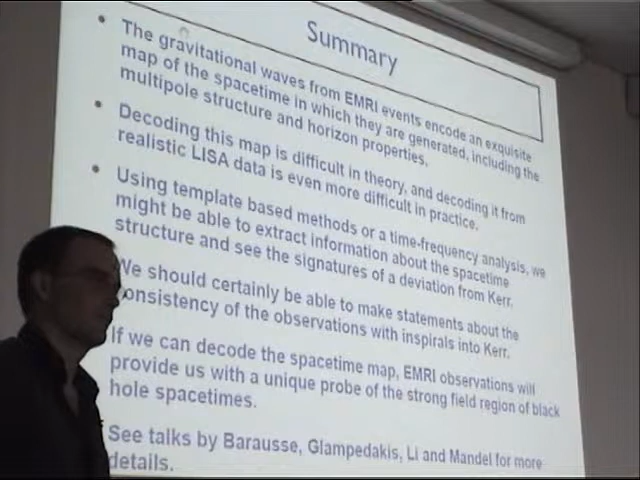 Summary
• The gravitational waves from EMRI events encode an exquisite
map of the spacetime in which they are generated, including the
multipole structure and horizon properties.
• Decoding this map is difficult in theory, and decoding it from
realistic LISA data is even more difficult in practice.
• Using template based methods or a time-frequency analysis, we
might be able to extract information about the spacetime
structure and see the signatures of a deviation from Kerr.
We should certainly be able to make statements about the
consistency of the observations with inspirals into Kerr.
If we can decode the spacetime map, EMRI observations will
provide us with a unique probe of the strong field region of black
hole spacetimes.
See talks by Barausse, Glampedakis, Li and Mandel for more
details.